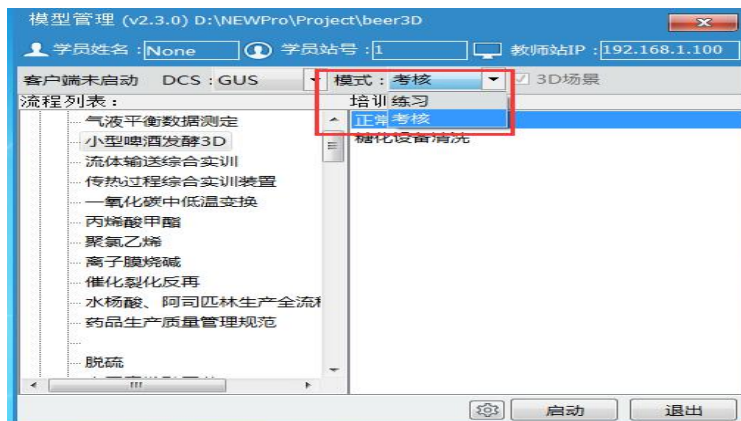 模型管理 (v2.3.0) D:\NEWPro\Project\beer3D
学员姓名：None 学员站号：1 教师站IP：192.168.1.100
客户端未启动 DCS：GUS 模式：考核 3D场景
流程列表： 培训 练习
气液平衡数据测定 正常 考核
小型啤酒发酵3D 糖化设备清洗
流体输送综合实训
传热过程综合实训装置
一氧化碳中低温变换
丙烯酸甲酯
聚氯乙烯
离子膜烧碱
催化裂化反再
水杨酸、阿司匹林生产全流
药品生产质量管理规范
脱硫
启动 退出